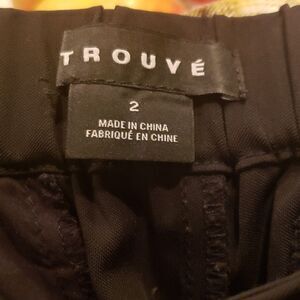 TROUVÉ
2
MADE IN CHINA
FABRIQUÉ EN CHINE